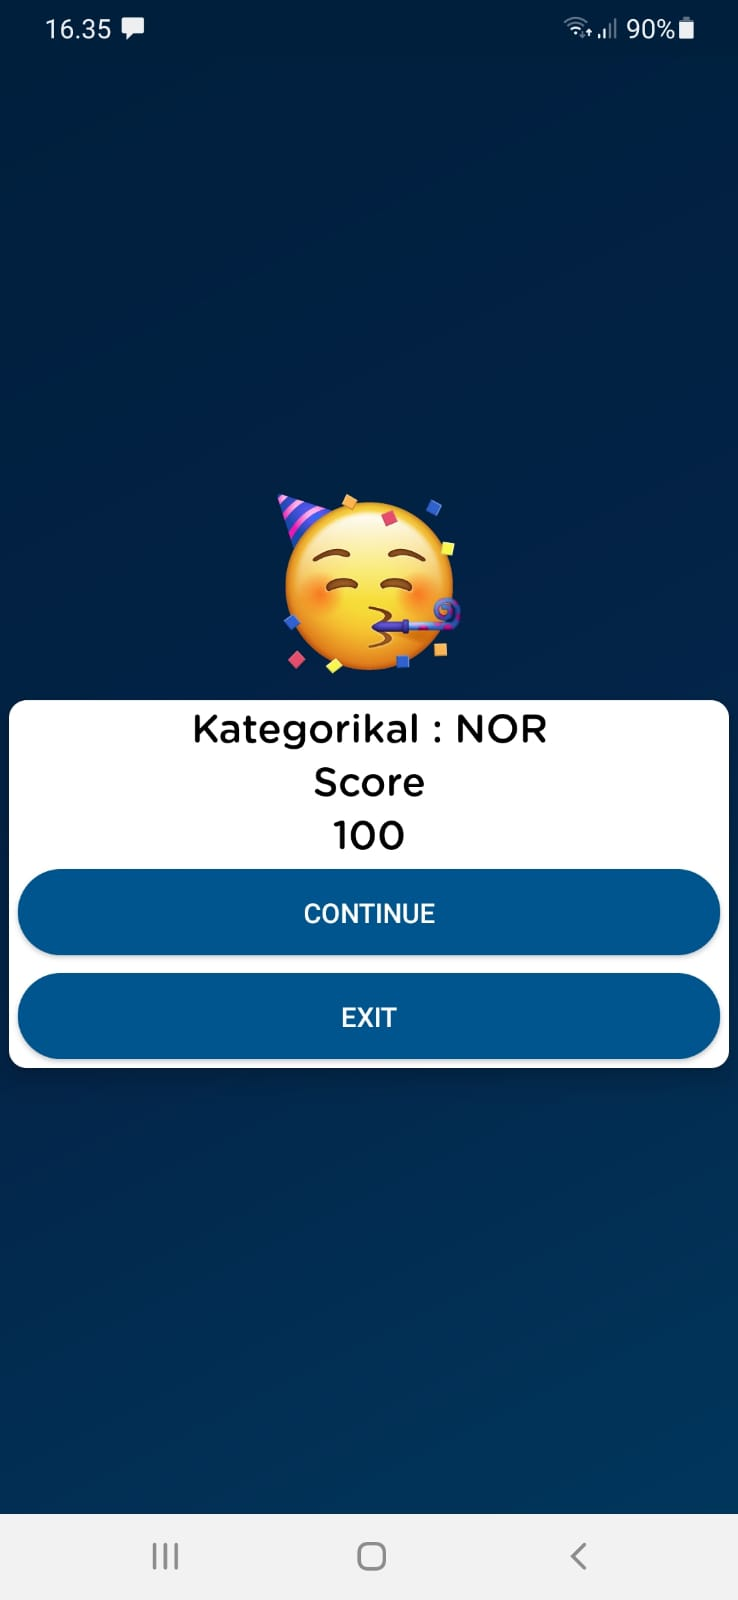 16.35 90%
Kategorikal : NOR
Score
100
CONTINUE
EXIT